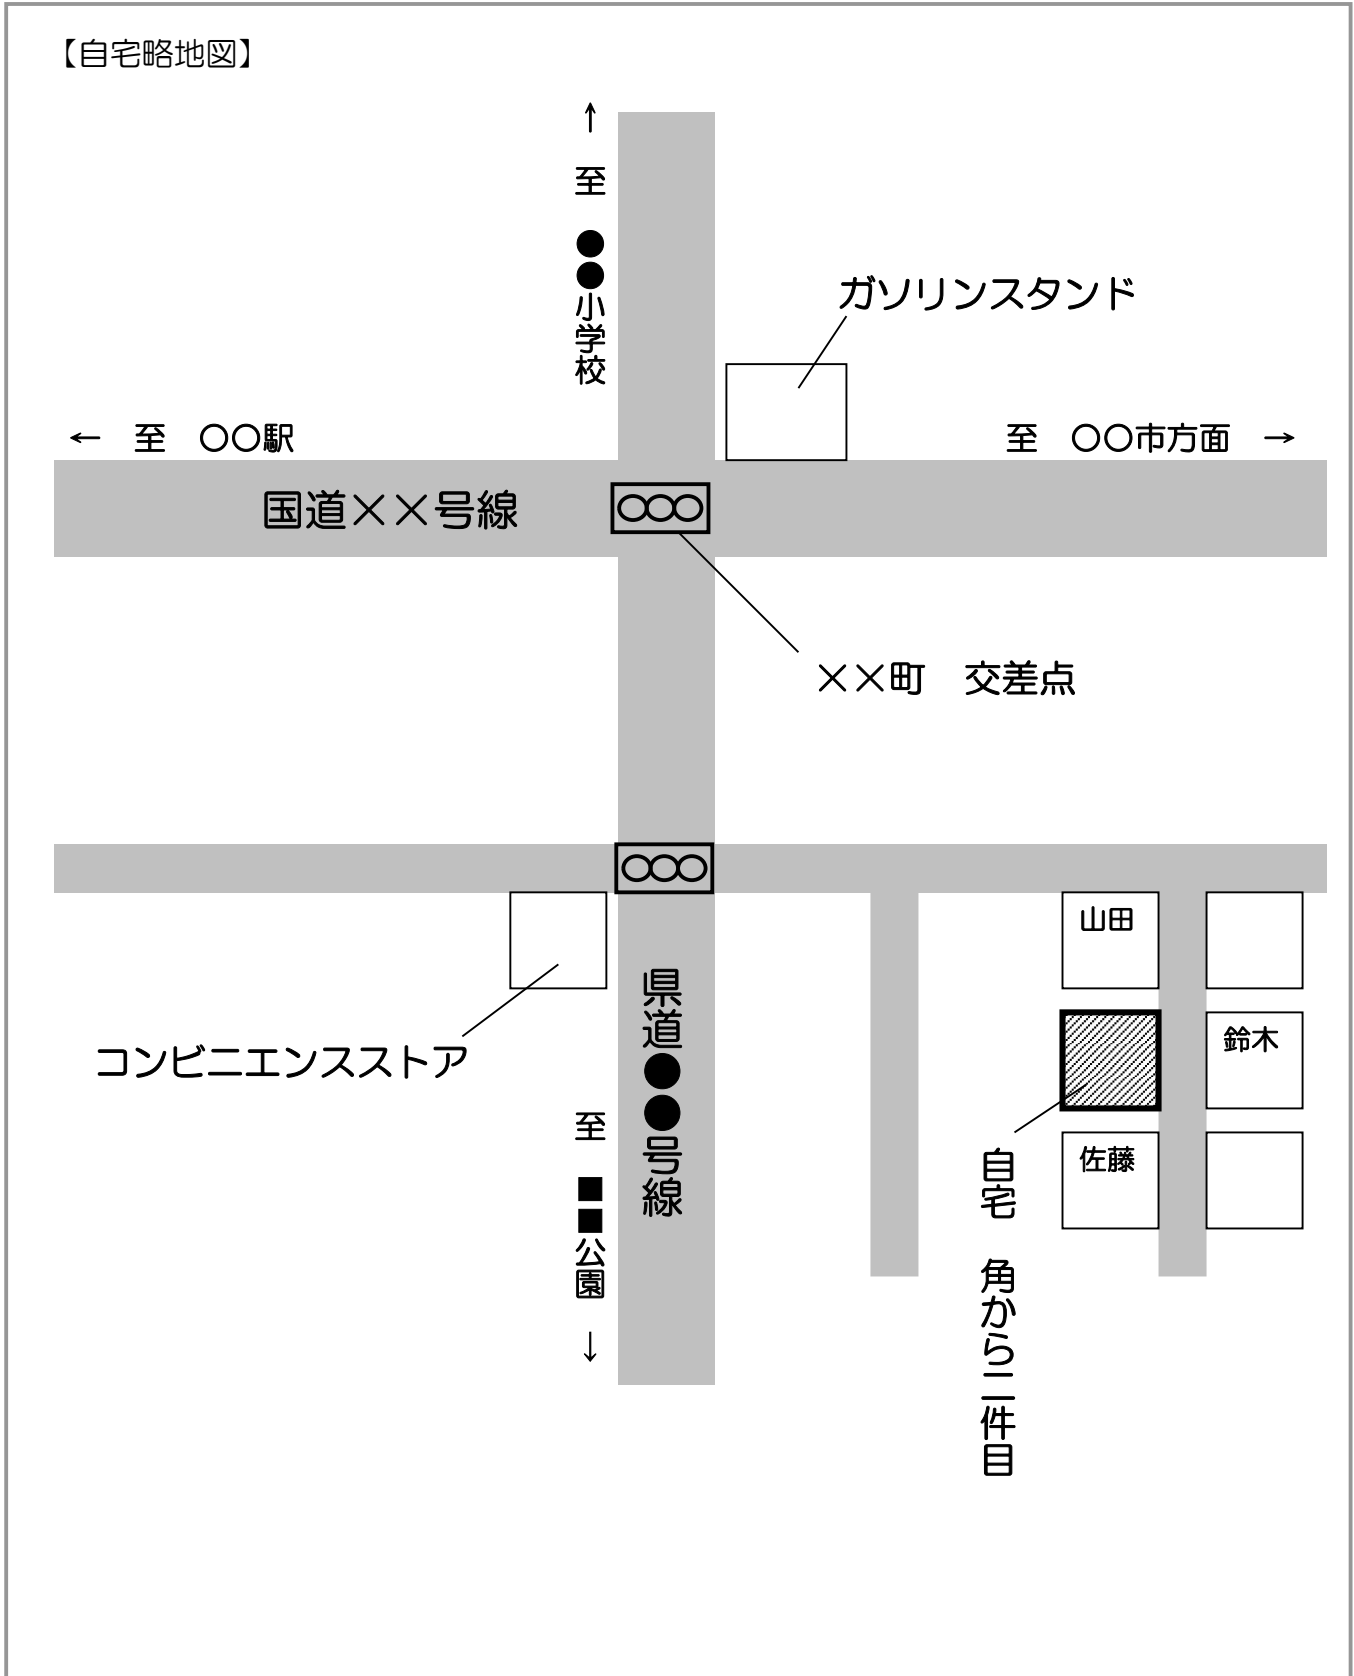 【自宅略地図】
↑ 至 ●●小学校
ガソリンスタンド
← 至 〇〇駅
至 〇〇市方面 →
国道××号線
××町 交差点
山田
鈴木
佐藤
コンビニエンスストア
県道●●号線
至 ■■公園 ↓
自宅 角から二件目